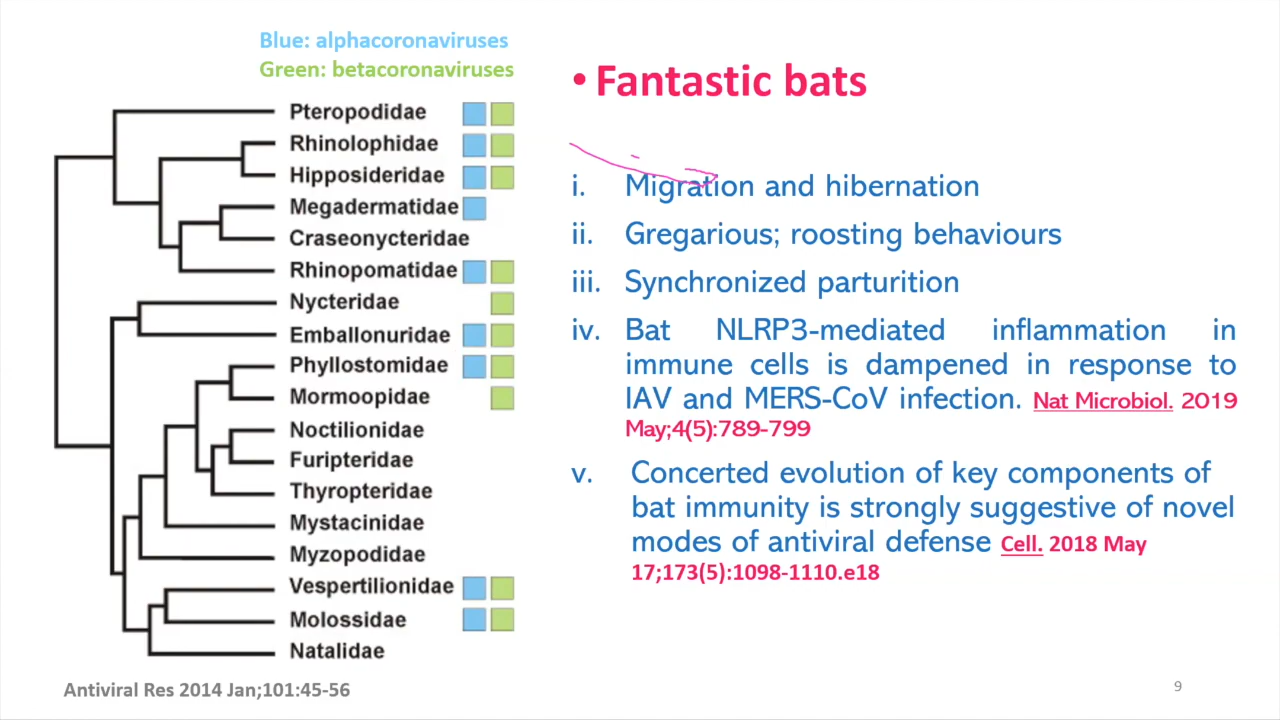 Blue: alphacoronaviruses
Green: betacoronaviruses
Pteropodidae
Rhinolophidae
Hipposideridae
Megadermatidae
Craseonycteridae
Rhinopomatidae
Nycteridae
Emballonuridae
Phyllostomidae
Mormoopidae
Noctilionidae
Furipteridae
Thyropteridae
Mystacinidae
Myzopodidae
Vespertilionidae
Molossidae
Natalidae
Antiviral Res 2014 Jan;101:45-56
• Fantastic bats
i. Migration and hibernation
ii. Gregarious; roosting behaviours
iii. Synchronized parturition
iv. Bat NLRP3-mediated inflammation in
immune cells is dampened in response to
IAV and MERS-CoV infection. Nat Microbiol. 2019
May;4(5):789-799
v. Concerted evolution of key components of
bat immunity is strongly suggestive of novel
modes of antiviral defense Cell. 2018 May
17;173(5):1098-1110.e18
9